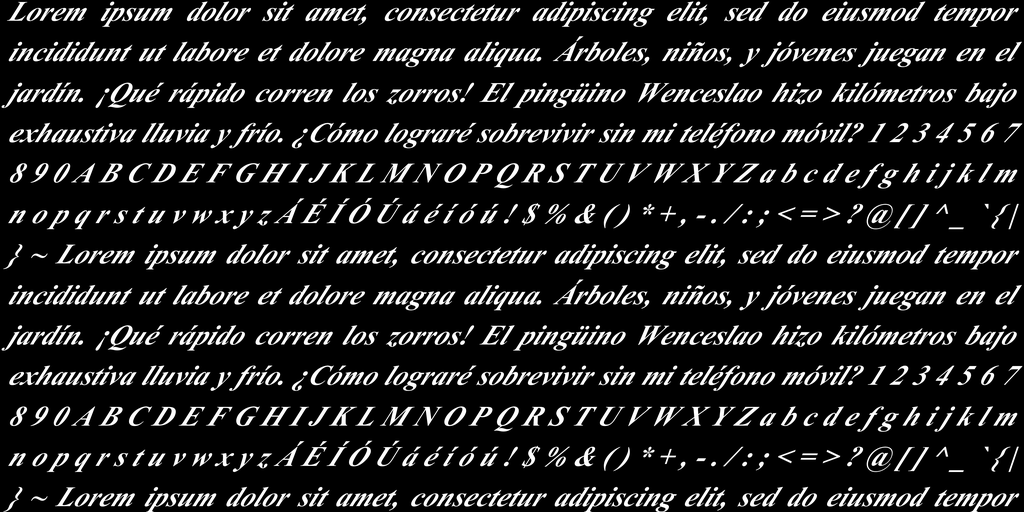 Lorem ipsum dolor sit amet, consectetur adipiscing elit, sed do eiusmod tempor
incididunt ut labore et dolore magna aliqua. Árboles, niños, y jóvenes juegan en el
jardín. ¡Qué rápido corren los zorros! El pingüino Wenceslao hizo kilómetros bajo
exhaustiva lluvia y frío. ¿Cómo lograré sobrevivir sin mi teléfono móvil? 1 2 3 4 5 6 7
8 9 0 A B C D E F G H I J K L M N O P Q R S T U V W X Y Z a b c d e f g h i j k l m
n o p q r s t u v w x y z Á É Í Ó Ú á é í ó ú ! $ % & ( ) * + , - . / : ; < = > ? @ [ ] ^ _ ` { |
} ~ Lorem ipsum dolor sit amet, consectetur adipiscing elit, sed do eiusmod tempor
incididunt ut labore et dolore magna aliqua. Árboles, niños, y jóvenes juegan en el
jardín. ¡Qué rápido corren los zorros! El pingüino Wenceslao hizo kilómetros bajo
exhaustiva lluvia y frío. ¿Cómo lograré sobrevivir sin mi teléfono móvil? 1 2 3 4 5 6 7
8 9 0 A B C D E F G H I J K L M N O P Q R S T U V W X Y Z a b c d e f g h i j k l m
n o p q r s t u v w x y z Á É Í Ó Ú á é í ó ú ! $ % & ( ) * + , - . / : ; < = > ? @ [ ] ^ _ ` { |
} ~ Lorem ipsum dolor sit amet, consectetur adipiscing elit, sed do eiusmod tempor